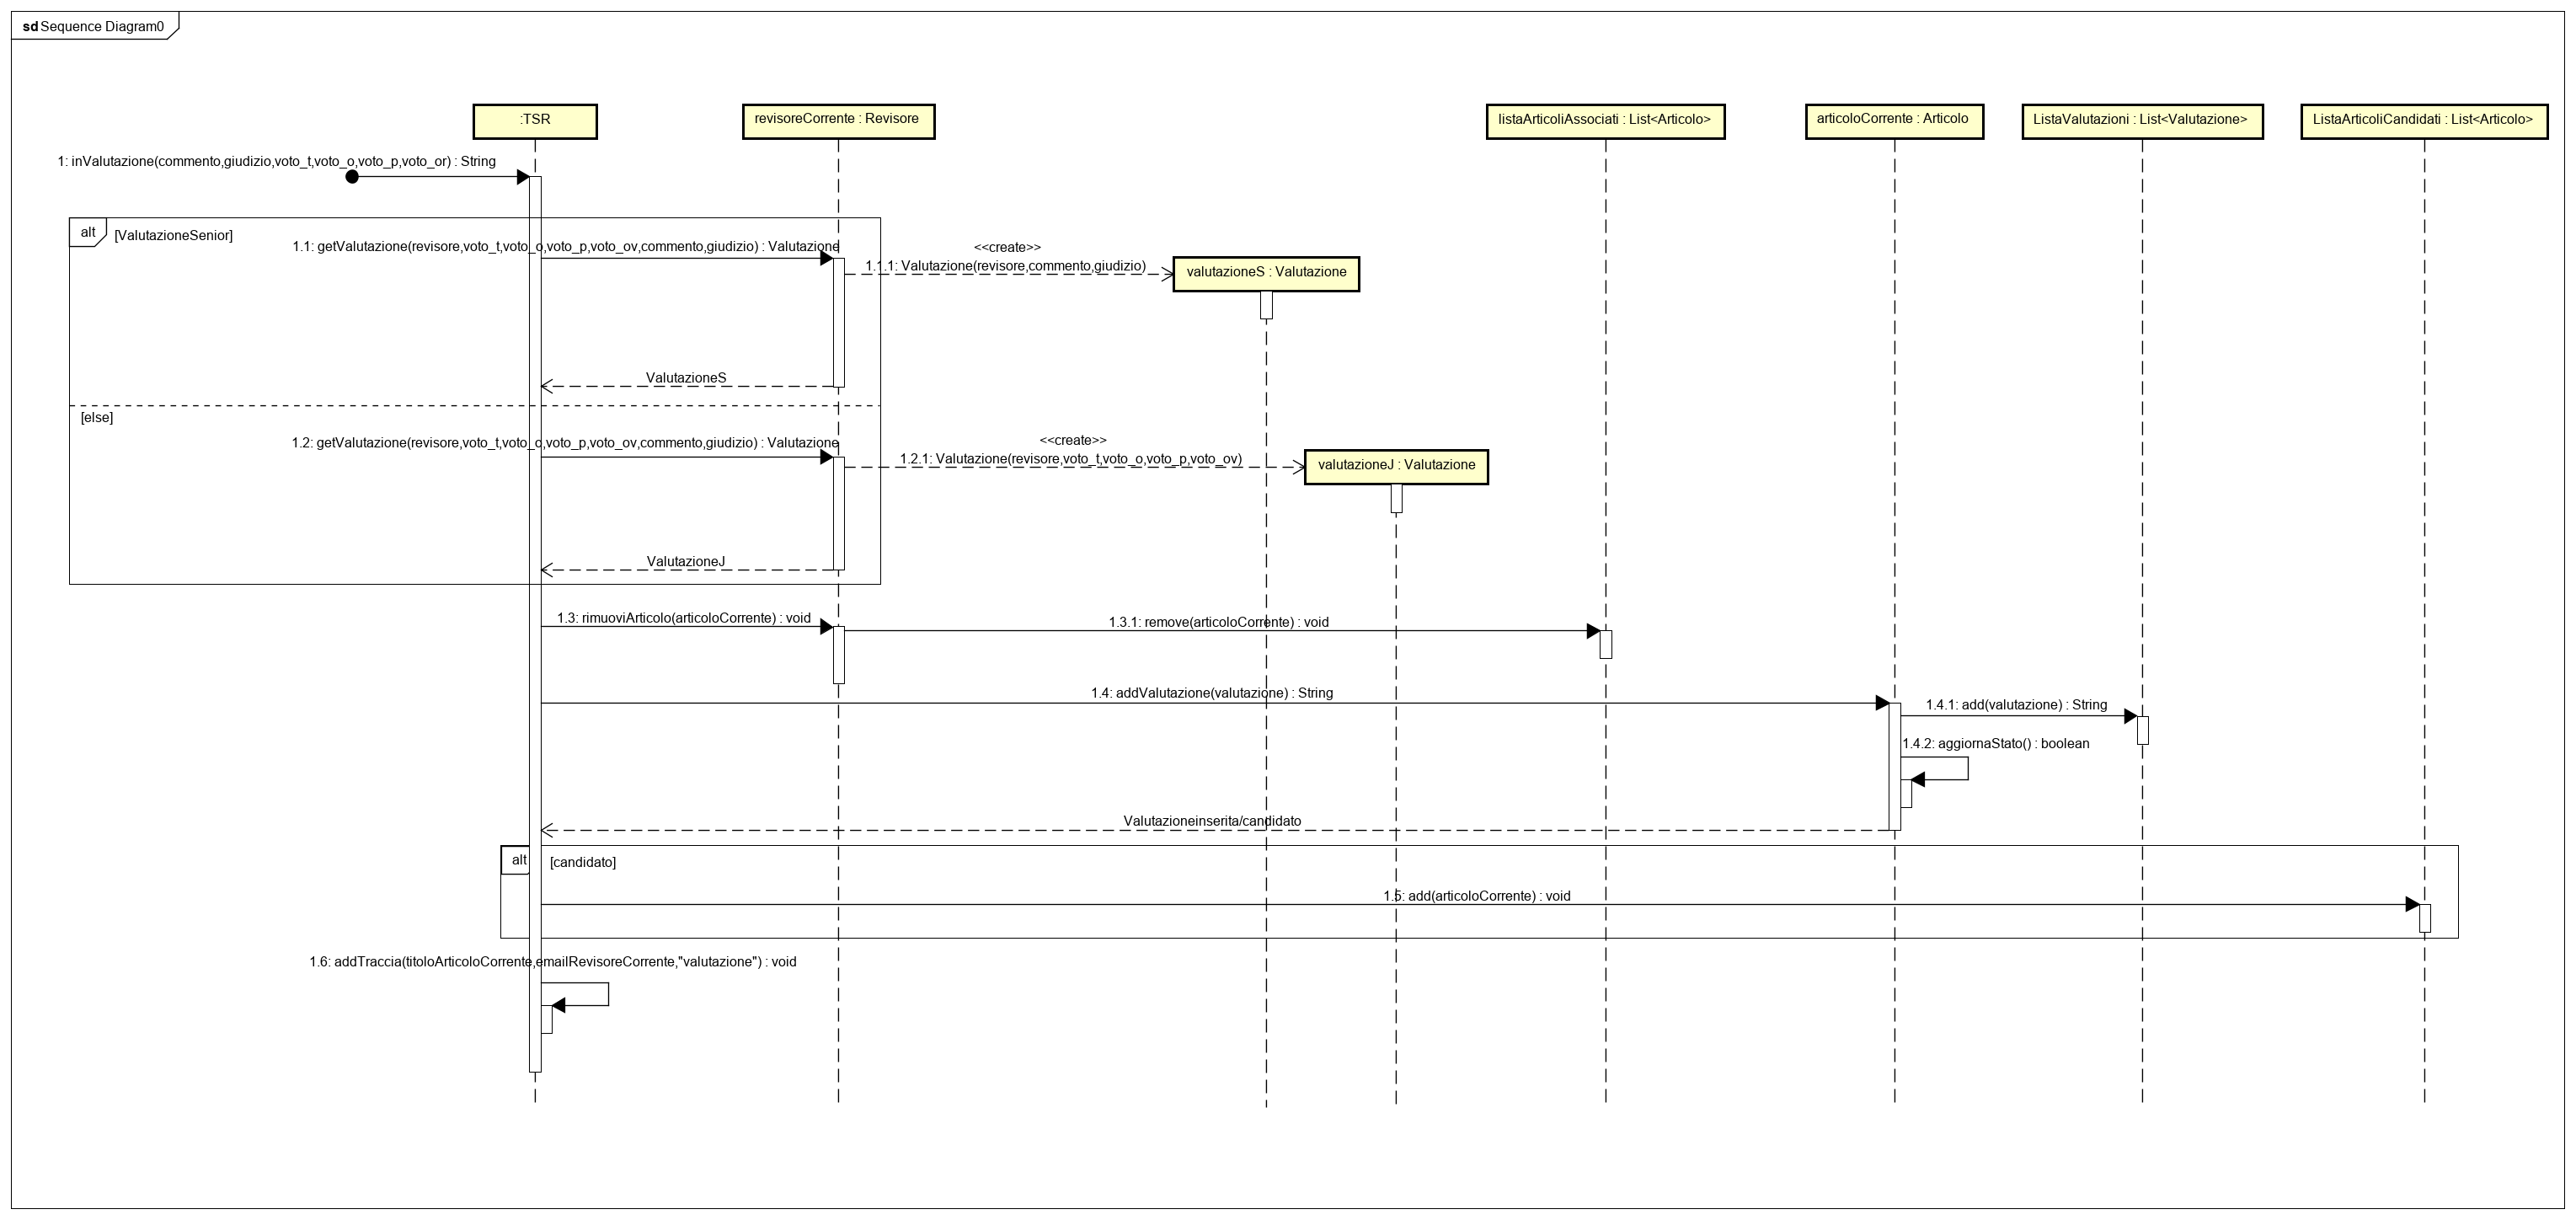 sd Sequence Diagram0
:TSR
revisoreCorrente : Revisore
listaArticoliAssociati : List<Articolo>
articoloCorrente : Articolo
ListaValutazioni : List<Valutazione>
ListaArticoliCandidati : List<Articolo>
1: inValutazione(commento,giudizio,voto_t,voto_o,voto_p,voto_or) : String
alt
[ValutazioneSenior]
1.1: getValutazione(revisore,voto_t,voto_o,voto_p,voto_ov,commento,giudizio) : Valutazione
<<create>>
1.1.1: Valutazione(revisore,commento,giudizio)
valutazioneS : Valutazione
ValutazioneS
[else]
1.2: getValutazione(revisore,voto_t,voto_o,voto_p,voto_ov,commento,giudizio) : Valutazione
<<create>>
1.2.1: Valutazione(revisore,voto_t,voto_o,voto_p,voto_ov)
valutazioneJ : Valutazione
ValutazioneJ
1.3: rimuoviArticolo(articoloCorrente) : void
1.3.1: remove(articoloCorrente) : void
1.4: addValutazione(valutazione) : String
1.4.1: add(valutazione) : String
1.4.2: aggiornaStato() : boolean
Valutazioneinserita/candidato
alt
[candidato]
1.5: add(articoloCorrente) : void
1.6: addTraccia(titoloArticoloCorrente,emailRevisoreCorrente,"valutazione") : void